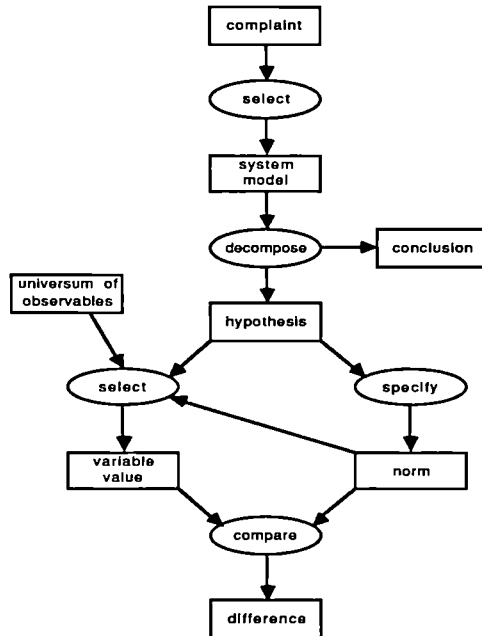 complaint
select
system
model
decompose
conclusion
universum of
observables
hypothesis
select
specify
variable
value
norm
compare
difference